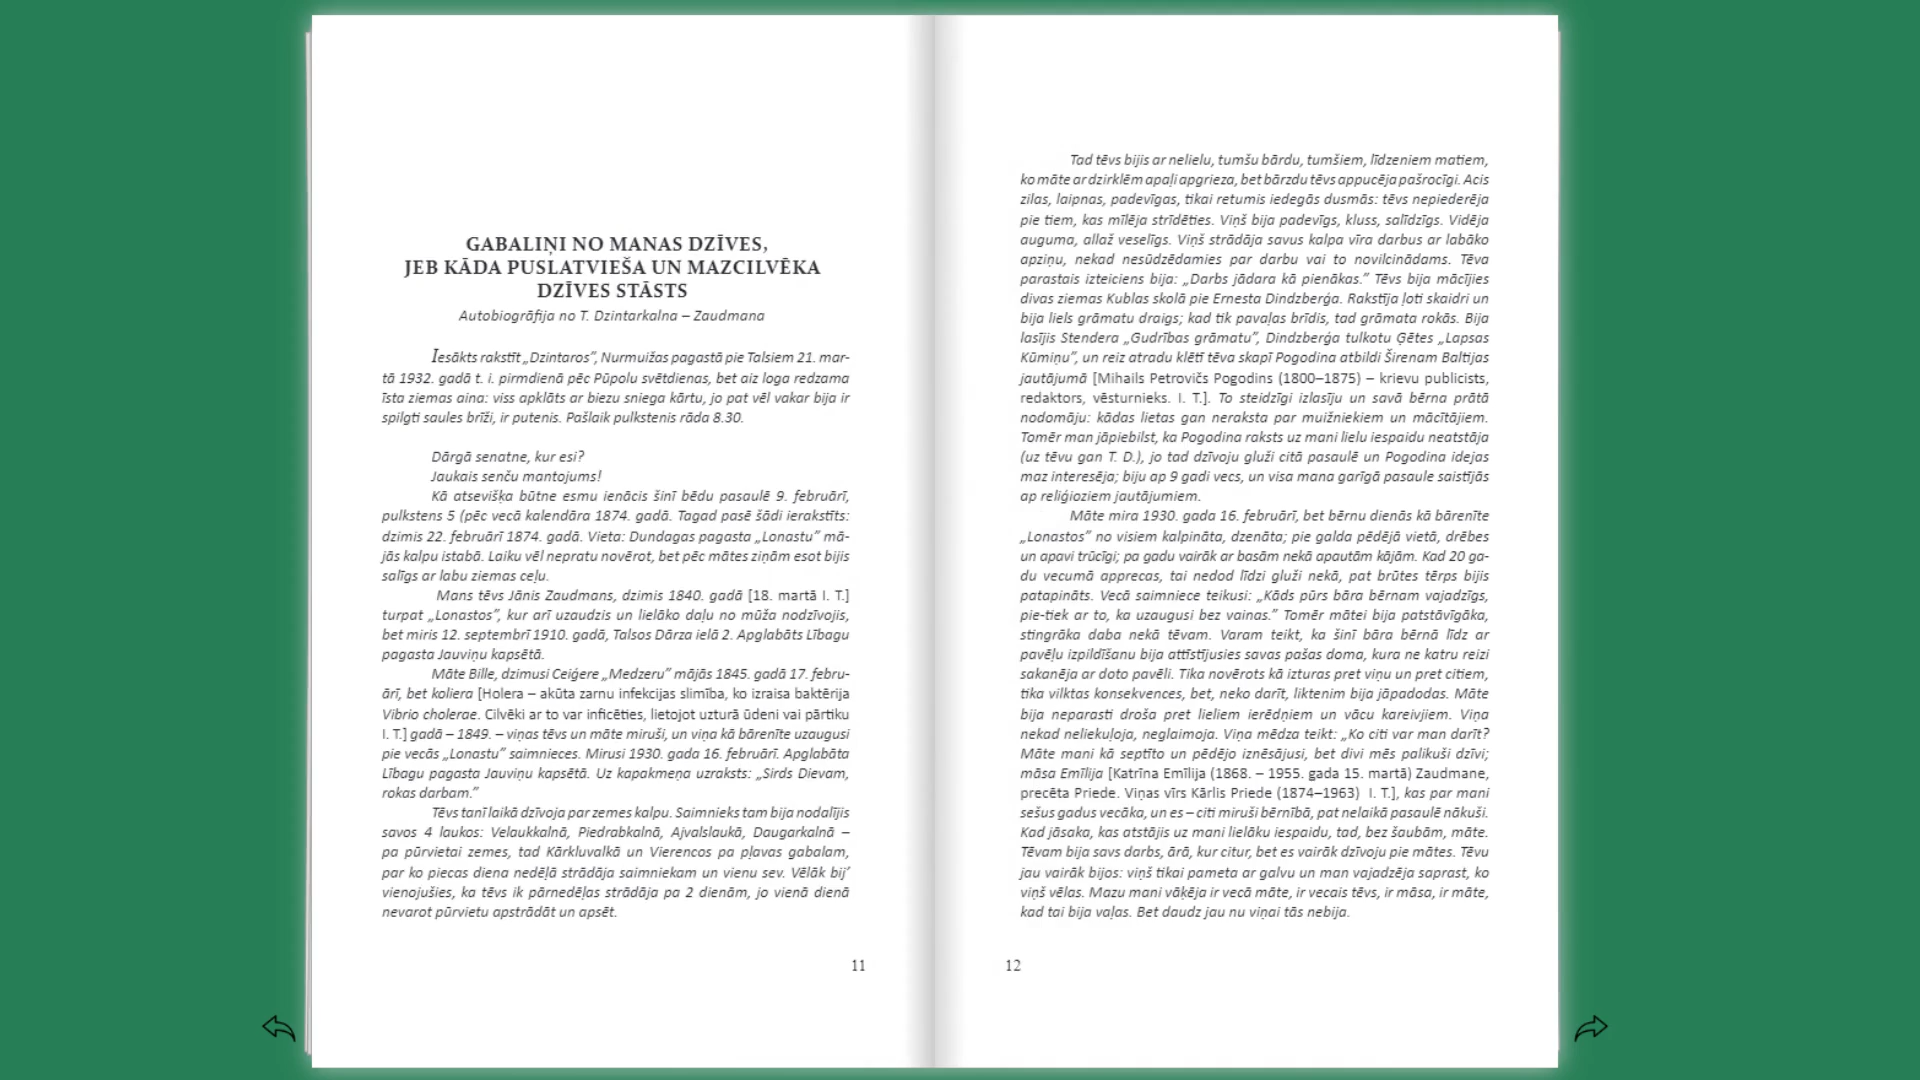 GABALIŅI NO MANAS DZĪVES,
JEB KĀDA PUSLATVIEŠA UN MAZCILVĒKA
DZĪVES STĀSTS
Autobiogrāfija no T. Dzintarkalna – Zaudmana
Iesākts rakstīt „Dzintaros”, Nurmuižas pagastā pie Talsiem 21. mar-
tā 1932. gadā t. i. pirmdienā pēc Pūpolu svētdienas, bet aiz loga redzama
īsta ziemas aina: viss apklāts ar biezu sniega kārtu, jo pat vēl vakar bija ir
spilgti saules brīži, ir putenis. Pašlaik pulkstenis rāda 8.30.
Dārgā senatne, kur esi?
Jaukais senču mantojums!
Kā atsevišķa būtne esmu ienācis šinī bēdu pasaulē 9. februārī,
pulkstens 5 (pēc vecā kalendāra 1874. gadā. Tagad pasē šādi ierakstīts:
dzimis 22. februārī 1874. gadā. Vieta: Dundagas pagasta „Lonastu” mā-
jās kalpu istabā. Laiku vēl nepratu novērot, bet pēc mātes ziņām esot bijis
salīgs ar labu ziemas ceļu.
Mans tēvs Jānis Zaudmans, dzimis 1840. gadā [18. martā I. T.]
turpat „Lonastos”, kur arī uzaudzis un lielāko daļu no mūža nodzīvojis,
bet miris 12. septembrī 1910. gadā, Talsos Dārza ielā 2. Apglabāts Lībagu
pagasta Jauviņu kapsētā.
Māte Bille, dzimusi Ceiģere „Medzeru” mājās 1845. gadā 17. febru-
ārī, bet koliera [Holera – akūta zarnu infekcijas slimība, ko izraisa baktērija
Vibrio cholerae. Cilvēki ar to var inficēties, lietojot uzturā ūdeni vai pārtiku
I. T.] gadā – 1849. – viņas tēvs un māte miruši, un viņa kā bārenīte uzaugusi
pie vecās „Lonastu” saimnieces. Mirusi 1930. gada 16. februārī. Apglabāta
Lībagu pagasta Jauviņu kapsētā. Uz kapakmeņa uzraksts: „Sirds Dievam,
rokas darbam.”
Tēvs tanī laikā dzīvoja par zemes kalpu. Saimnieks tam bija nodalījis
savos 4 laukos: Velaukkalnā, Piedrabkalnā, Ajvalslaukā, Daugarkalnā –
pa pūrvietai zemes, tad Kārkluvalkā un Vierencos pa pļavas gabalam,
par ko piecas diena nedēļā strādāja saimniekam un vienu sev. Vēlāk bij’
vienojušies, ka tēvs ik pārnedēļas strādāja pa 2 dienām, jo vienā dienā
nevarot pūrvietu apstrādāt un apsēt.
11
Tad tēvs bijis ar nelielu, tumšu bārdu, tumšiem, līdzeniem matiem,
ko māte ar dzirklēm apaļi apgrieza, bet bārzdu tēvs appucēja pašrocīgi. Acis
zilas, laipnas, padevīgas, tikai retumis iedegās dusmās: tēvs nepiederēja
pie tiem, kas mīlēja strīdēties. Viņš bija padevīgs, kluss, salīdzīgs. Vidēja
auguma, allaž veselīgs. Viņš strādāja savus kalpa vīra darbus ar labāko
apziņu, nekad nesūdzēdamies par darbu vai to novilcinādams. Tēva
parastais izteiciens bija: „Darbs jādara kā pienākas.” Tēvs bija mācījies
divas ziemas Kublas skolā pie Ernesta Dindzberģa. Rakstīja ļoti skaidri un
bija liels grāmatu draigs; kad tik pavaļas brīdis, tad grāmata rokās. Bija
lasījis Stendera „Gudrības grāmatu”, Dindzberģa tulkotu Ģētes „Lapsas
Kūmiņu”, un reiz atradu klētī tēva skapī Pogodina atbildi Širenam Baltijas
jautājumā [Mihails Petrovičs Pogodins (1800–1875) – krievu publicists,
redaktors, vēsturnieks. I. T.]. To steidzīgi izlasīju un savā bērna prātā
nodomāju: kādas lietas gan neraksta par muižniekiem un mācītājiem.
Tomēr man jāpiebilst, ka Pogodina raksts uz mani lielu iespaidu neatstāja
(uz tēvu gan T. D.), jo tad dzīvoju gluži citā pasaulē un Pogodina idejas
maz interesēja; biju ap 9 gadi vecs, un visa mana garīgā pasaule saistījās
ap reliģioziem jautājumiem.
Māte mira 1930. gada 16. februārī, bet bērnu dienās kā bārenīte
„Lonastos” no visiem kalpināta, dzenāta; pie galda pēdējā vietā, drēbes
un apavi trūcīgi; pa gadu vairāk ar basām nekā apautām kājām. Kad 20 ga-
du vecumā apprecas, tai nedod līdzi gluži nekā, pat brūtes tērps bijis
patapināts. Vecā saimniece teikusi: „Kāds pūrs bāra bērnam vajadzīgs,
pie-tiek ar to, ka uzaugusi bez vainas.” Tomēr mātei bija patstāvīgāka,
stingrāka daba nekā tēvam. Varam teikt, ka šinī bāra bērnā līdz ar
pavēļu izpildīšanu bija attīstījusies savas pašas doma, kura ne katru reizi
sakanēja ar doto pavēli. Tika novērots kā izturas pret viņu un pret citiem,
tika vilktas konsekvences, bet, neko darīt, liktenim bija jāpadodas. Māte
bija neparasti droša pret lieliem ierēdņiem un vācu kareivjiem. Viņa
nekad neliekuļoja, neglaimoja. Viņa mēdza teikt: „Ko citi var man darīt?
Māte mani kā septīto un pēdējo iznēsājusi, bet divi mēs palikuši dzīvi;
māsa Emīlija [Katrīna Emīlija (1868. – 1955. gada 15. martā) Zaudmane,
precēta Priede. Viņas vīrs Kārlis Priede (1874–1963) I. T.], kas par mani
sešus gadus vecāka, un es – citi miruši bērnībā, pat nelaikā pasaulē nākuši.
Kad jāsaka, kas atstājis uz mani lielāku iespaidu, tad, bez šaubām, māte.
Tēvam bija savs darbs, ārā, kur citur, bet es vairāk dzīvoju pie mātes. Tēvu
jau vairāk bijos: viņš tikai pameta ar galvu un man vajadzēja saprast, ko
viņš vēlas. Mazu mani vāķēja ir vecā māte, ir vecais tēvs, ir māsa, ir māte,
kad tai bija vaļas. Bet daudz jau nu viņai tās nebija.
12